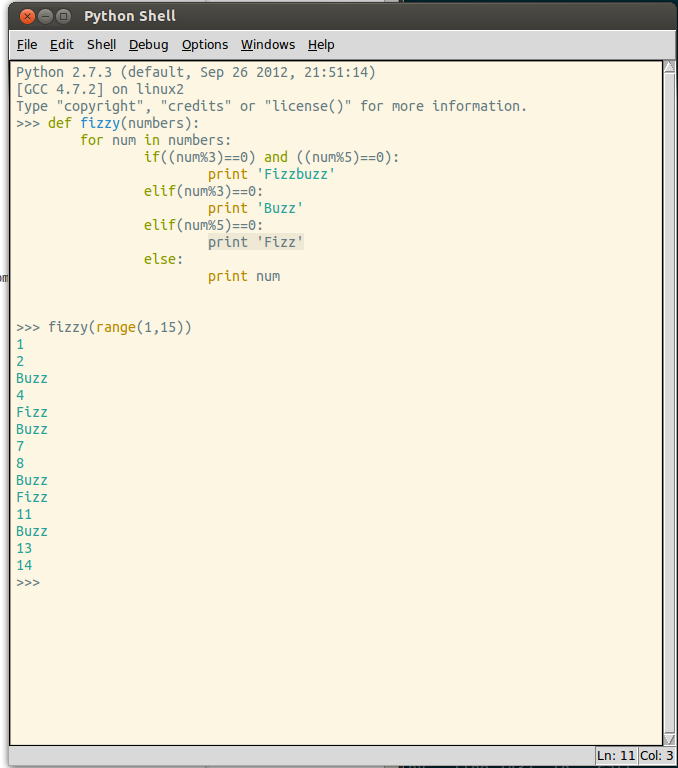 Python Shell
File Edit Shell Debug Options Windows Help
Python 2.7.3 (default, Sep 26 2012, 21:51:14)
[GCC 4.7.2] on linux2
Type "copyright", "credits" or "license()" for more information.
>>> def fizzy(numbers):
        for num in numbers:
                if((num%3)==0) and ((num%5)==0):
                        print 'Fizzbuzz'
                elif(num%3)==0:
                        print 'Buzz'
                elif(num%5)==0:
                        print 'Fizz'
                else:
                        print num
>>> fizzy(range(1,15))
1
2
Buzz
4
Fizz
Buzz
7
8
Buzz
Fizz
11
Buzz
13
14
>>>
Ln: 11 Col: 3